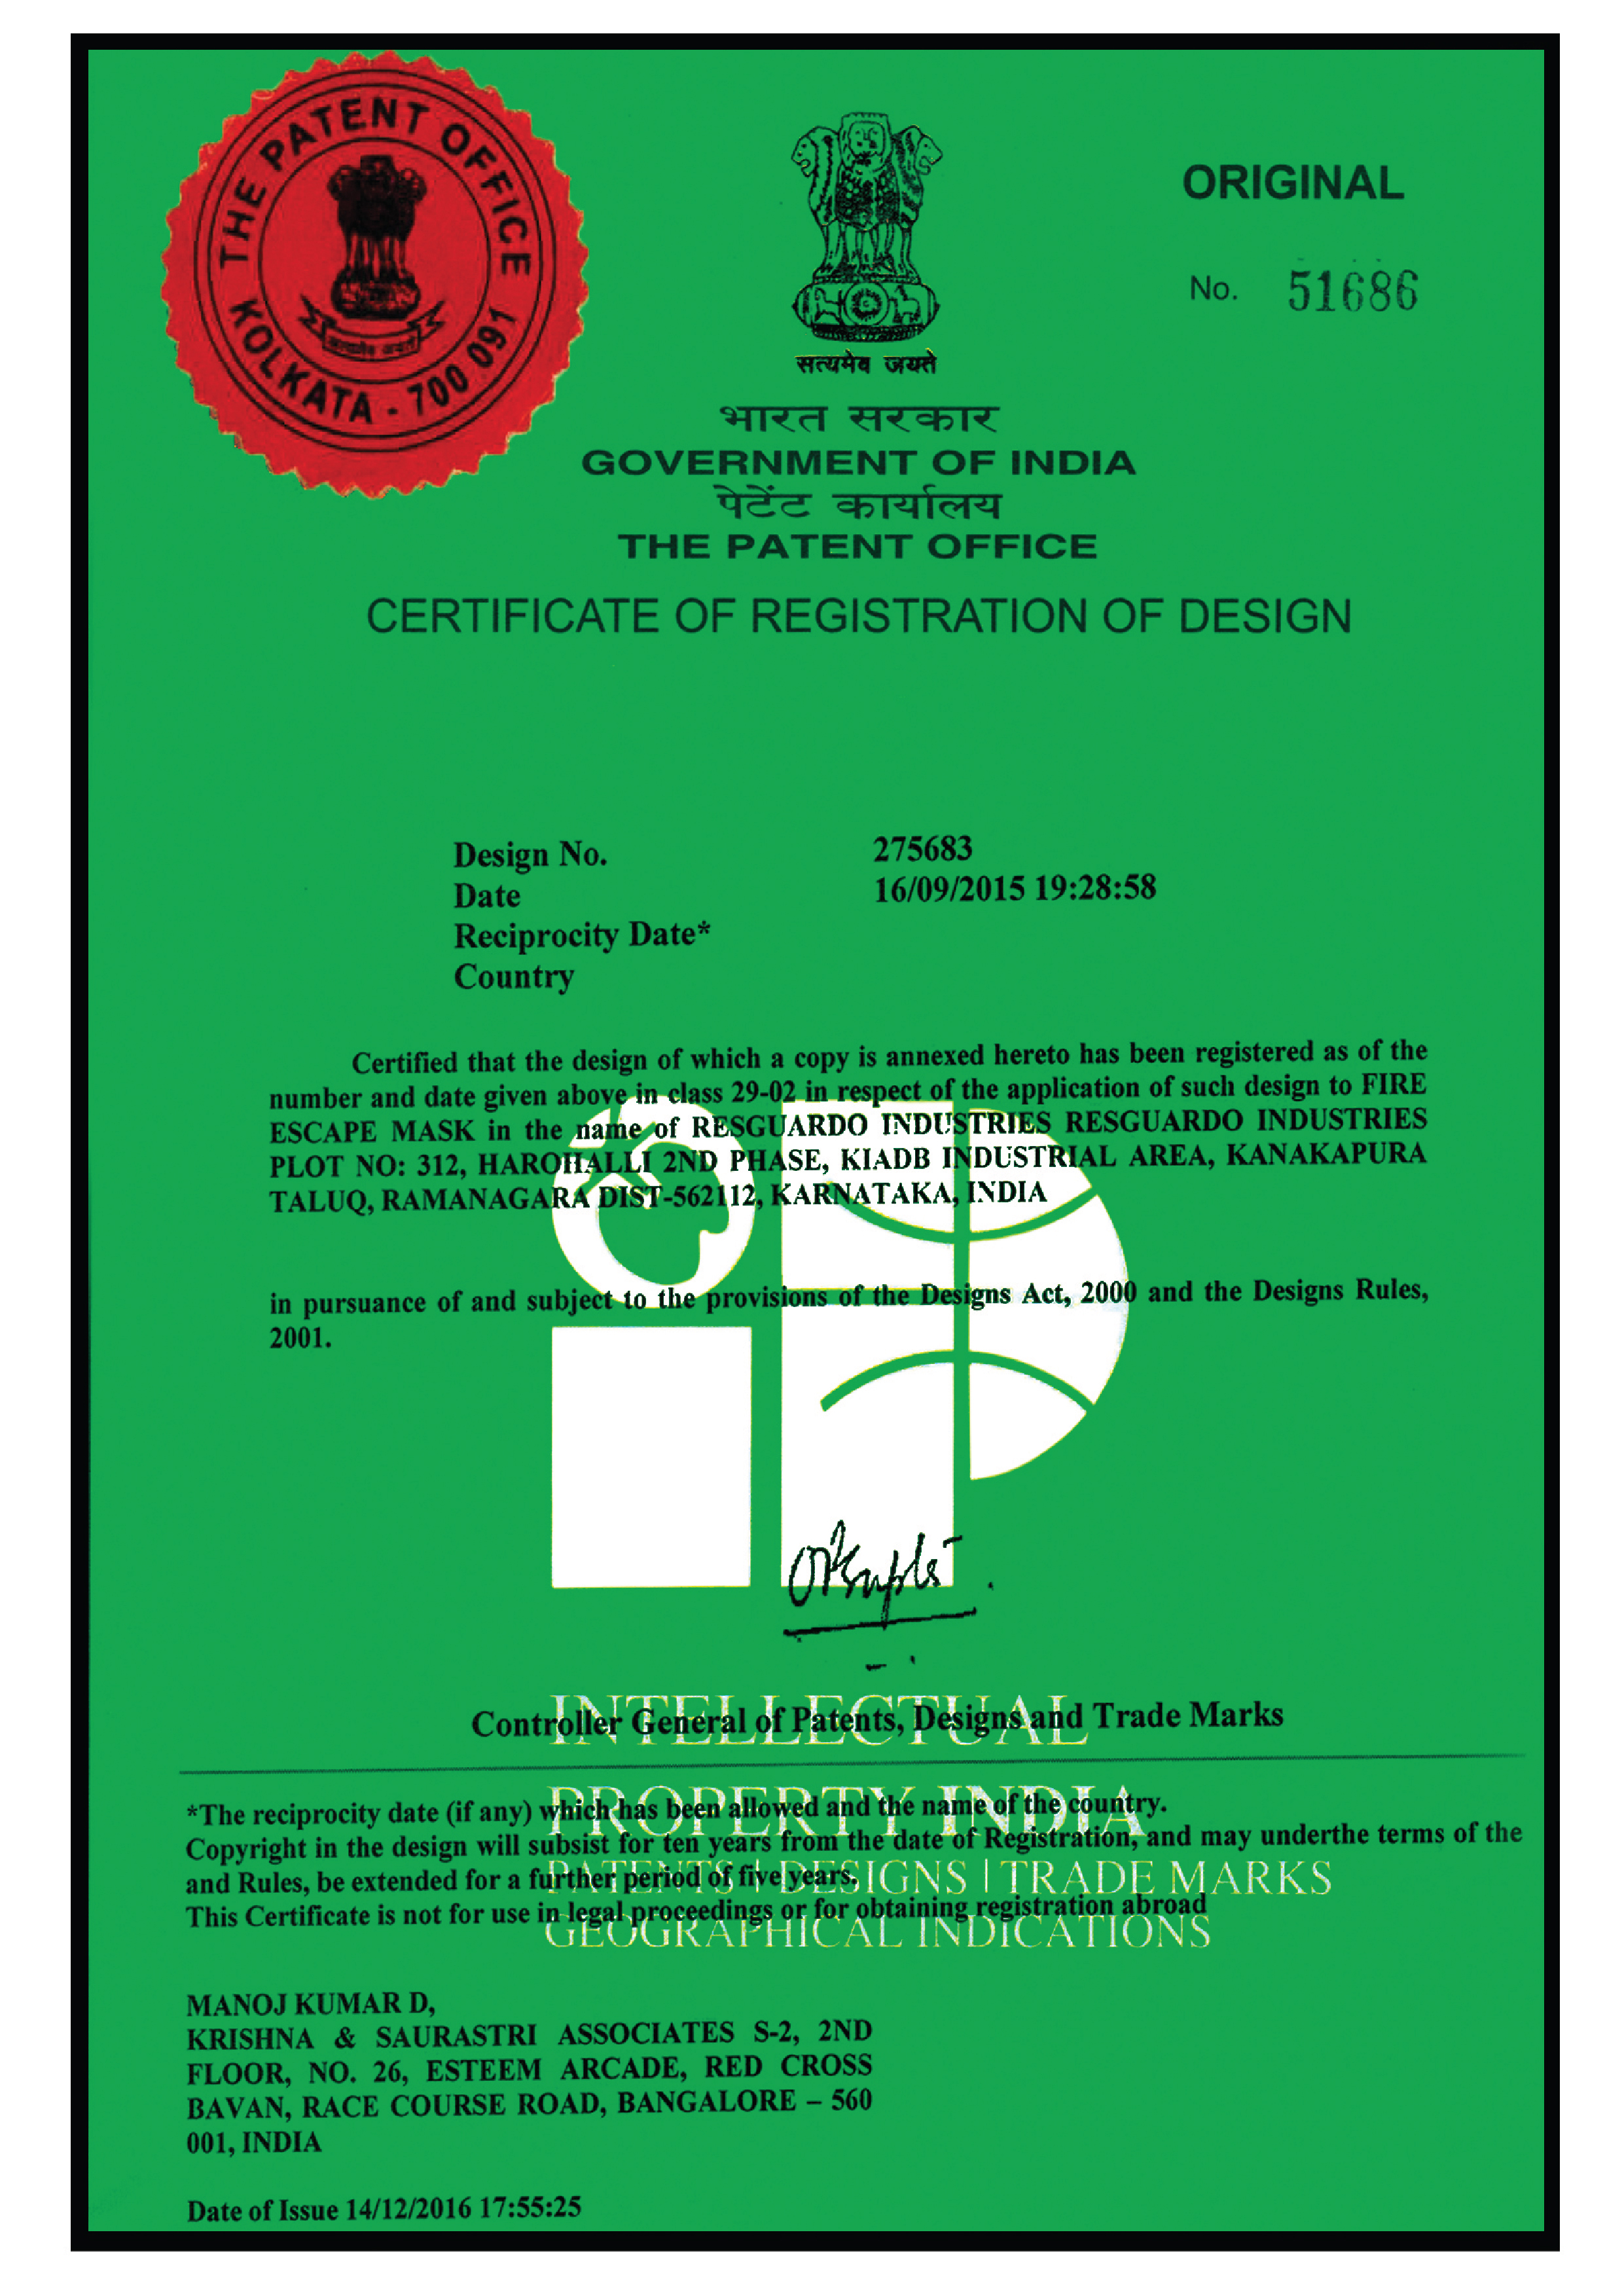 THE PATENT OFFICE
KOLKATA - 700 091
ORIGINAL
No. 51686
सत्यमेव जयते
भारत सरकार
GOVERNMENT OF INDIA
पेटेंट कार्यालय
THE PATENT OFFICE
CERTIFICATE OF REGISTRATION OF DESIGN
Design No. 275683
Date 16/09/2015 19:28:58
Reciprocity Date*
Country
Certified that the design of which a copy is annexed hereto has been registered as of the
number and date given above in class 29-02 in respect of the application of such design to FIRE
ESCAPE MASK in the name of RESGUARDO INDUSTRIES RESGUARDO INDUSTRIES
PLOT NO: 312, HAROHALLI 2ND PHASE, KIADB INDUSTRIAL AREA, KANAKAPURA
TALUQ, RAMANAGARA DIST-562112, KARNATAKA, INDIA
in pursuance of and subject to the provisions of the Designs Act, 2000 and the Designs Rules,
2001.
INTELLECTUAL
Controller General of Patents, Designs and Trade Marks
PROPERTY INDIA
*The reciprocity date (if any) which has been allowed and the name of the country.
Copyright in the design will subsist for ten years from the date of Registration, and may underthe terms of the
and Rules, be extended for a further period of five years.
PATENTS | DESIGNS | TRADE MARKS
This Certificate is not for use in legal proceedings or for obtaining registration abroad
GEOGRAPHICAL INDICATIONS
MANOJ KUMAR D,
KRISHNA & SAURASTRI ASSOCIATES S-2, 2ND
FLOOR, NO. 26, ESTEEM ARCADE, RED CROSS
BAVAN, RACE COURSE ROAD, BANGALORE – 560
001, INDIA
Date of Issue 14/12/2016 17:55:25